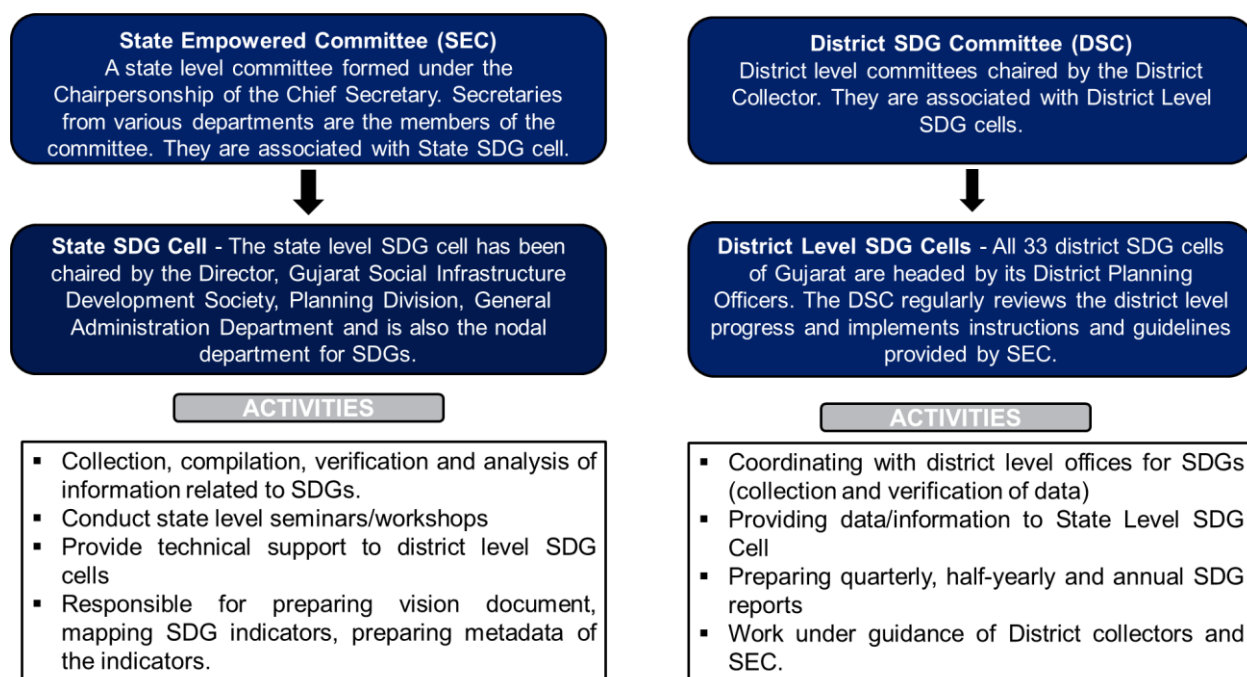 State Empowered Committee (SEC)
A state level committee formed under the
Chairpersonship of the Chief Secretary. Secretaries
from various departments are the members of the
committee. They are associated with State SDG cell.
State SDG Cell - The state level SDG cell has been
chaired by the Director, Gujarat Social Infrastructure
Development Society, Planning Division, General
Administration Department and is also the nodal
department for SDGs.
ACTIVITIES
▪ Collection, compilation, verification and analysis of
information related to SDGs.
▪ Conduct state level seminars/workshops
▪ Provide technical support to district level SDG
cells
▪ Responsible for preparing vision document,
mapping SDG indicators, preparing metadata of
the indicators.
District SDG Committee (DSC)
District level committees chaired by the District
Collector. They are associated with District Level
SDG cells.
District Level SDG Cells - All 33 district SDG cells
of Gujarat are headed by its District Planning
Officers. The DSC regularly reviews the district level
progress and implements instructions and guidelines
provided by SEC.
ACTIVITIES
▪ Coordinating with district level offices for SDGs
(collection and verification of data)
▪ Providing data/information to State Level SDG
Cell
▪ Preparing quarterly, half-yearly and annual SDG
reports
▪ Work under guidance of District collectors and
SEC.